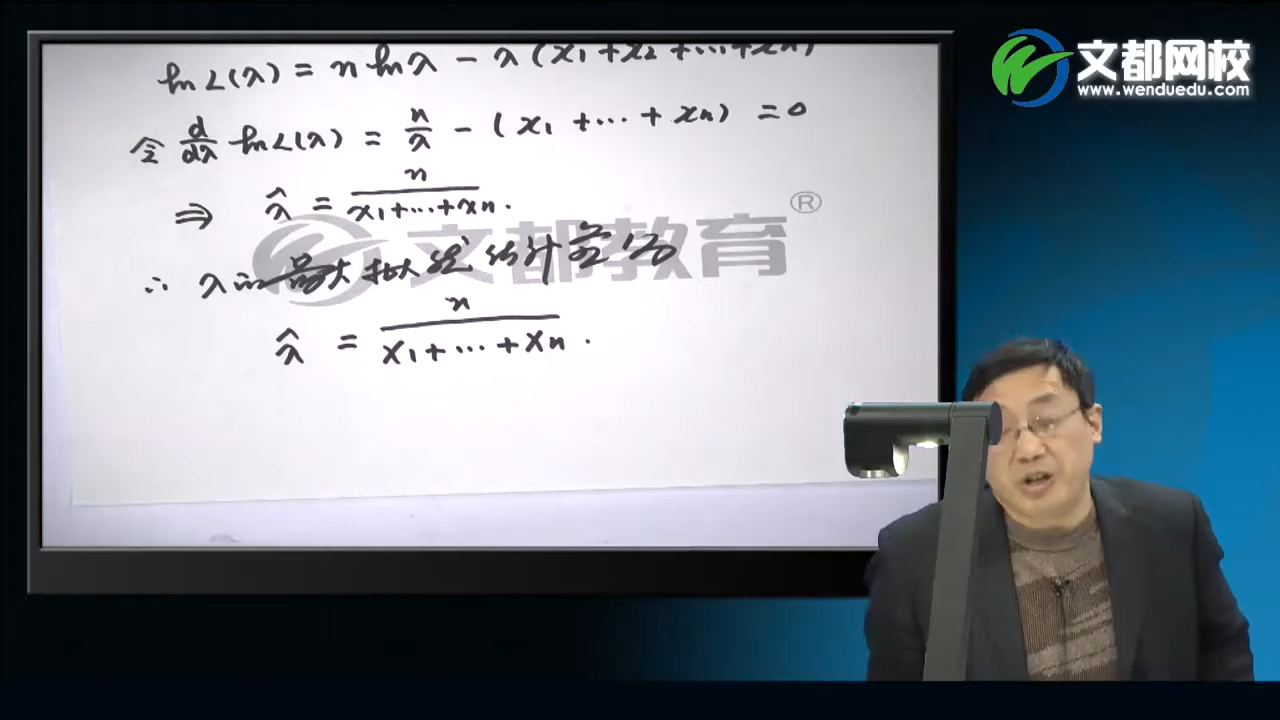 ln L(λ) = n ln λ - λ (x₁ + x₂ + ... + xₙ)
令 d/dλ ln L(λ) = n/λ - (x₁ + ... + xₙ) = 0
⇒ λ̂ = n/(x₁ + ... + xₙ).
∴ λ的最大似然估计量为
λ̂ = n/(X₁ + ... + Xₙ).
文都教育®
文都网校
www.wenduedu.com